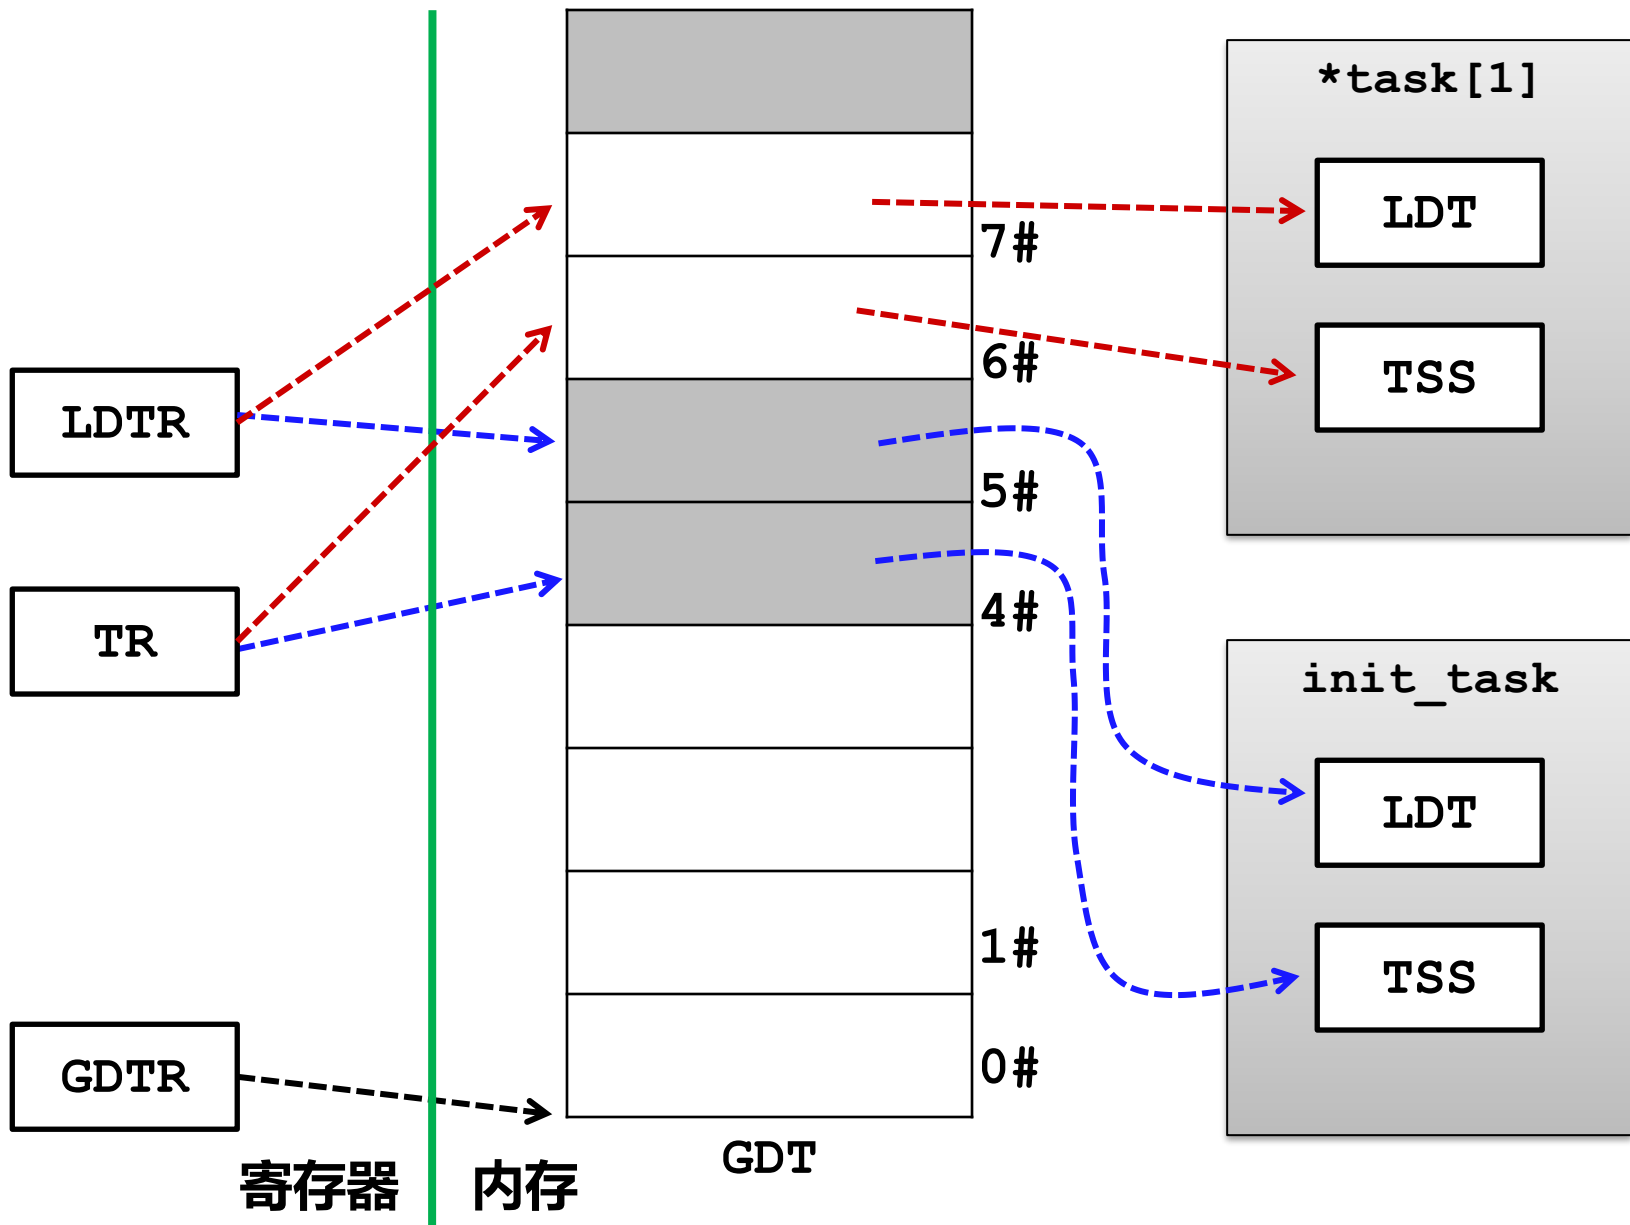 *task[1]
LDT
7#
6#
TSS
LDTR
5#
4#
TR
init_task
LDT
1#
TSS
0#
GDTR
GDT
寄存器
内存